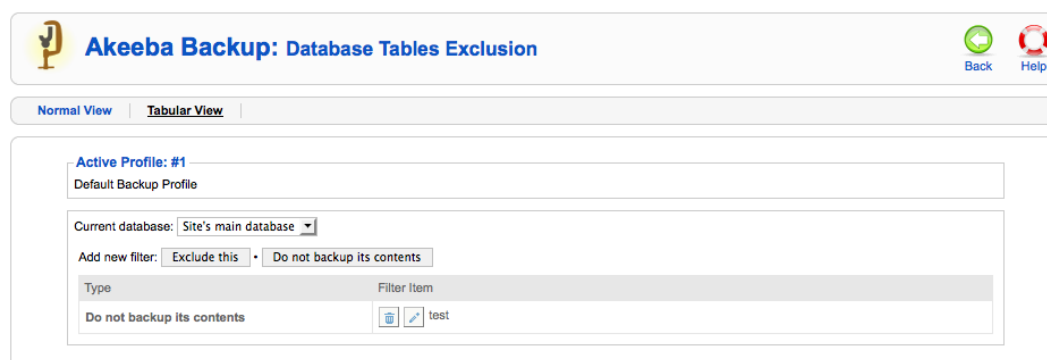 Akeeba Backup: Database Tables Exclusion
Back
Help
Normal View
Tabular View
Active Profile: #1
Default Backup Profile
Current database: Site's main database
Add new filter: Exclude this • Do not backup its contents
Type Filter Item
Do not backup its contents test